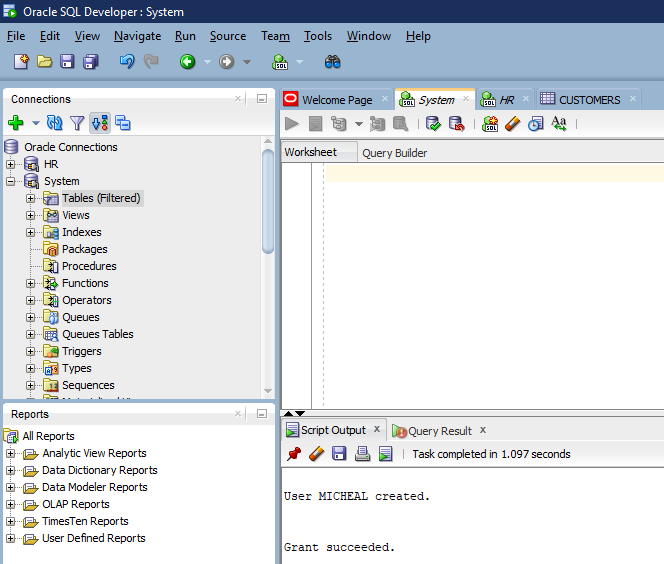 Oracle SQL Developer : System
File Edit View Navigate Run Source Team Tools Window Help
Connections
Oracle Connections
HR
System
Tables (Filtered)
Views
Indexes
Packages
Procedures
Functions
Operators
Queues
Queues Tables
Triggers
Types
Sequences
Reports
All Reports
Analytic View Reports
Data Dictionary Reports
Data Modeler Reports
OLAP Reports
TimesTen Reports
User Defined Reports
Welcome Page System HR CUSTOMERS
Worksheet Query Builder
Script Output Query Result
Task completed in 1.097 seconds
User MICHEAL created.
Grant succeeded.